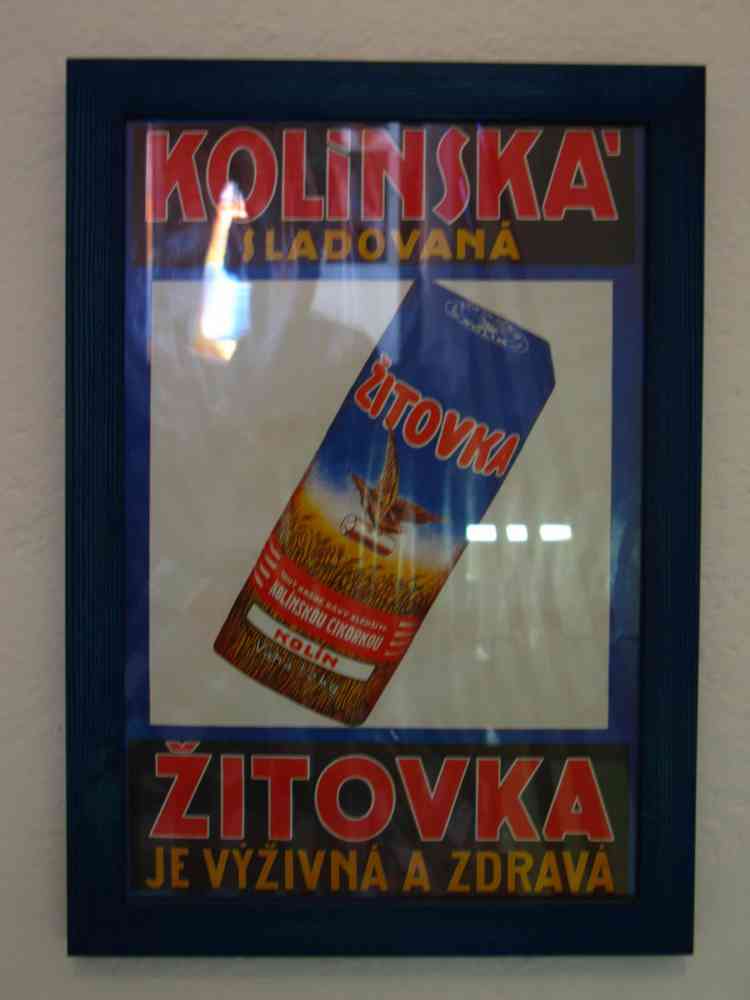 KOLÍNSKÁ
SLADOVANÁ
ŽITOVKA
KOLÍNSKOU CIKORKOU
KOLÍN
ŽITOVKA
JE VÝŽIVNÁ A ZDRAVÁ